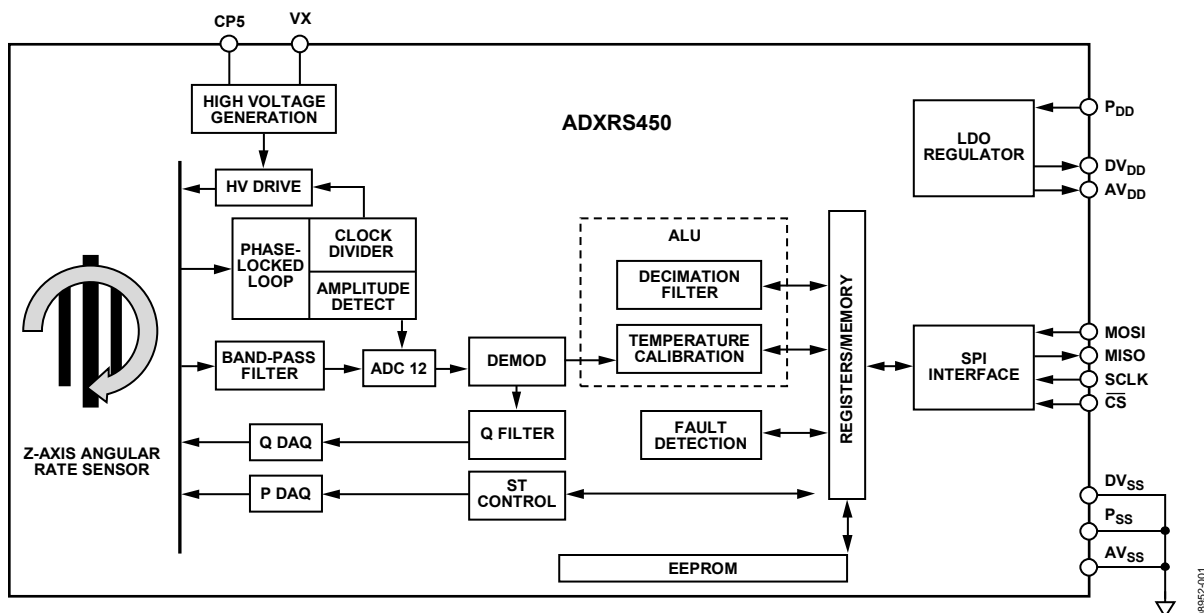 CP5
VX
HIGH VOLTAGE
GENERATION
ADXRS450
LDO
REGULATOR
PDD
DVDD
AVDD
HV DRIVE
PHASE-
LOCKED
LOOP
CLOCK
DIVIDER
AMPLITUDE
DETECT
ALU
DECIMATION
FILTER
TEMPERATURE
CALIBRATION
REGISTERS/MEMORY
SPI
INTERFACE
MOSI
MISO
SCLK
CS
BAND-PASS
FILTER
ADC 12
DEMOD
Z-AXIS ANGULAR
RATE SENSOR
Q DAQ
Q FILTER
FAULT
DETECTION
P DAQ
ST
CONTROL
EEPROM
DVSS
PSS
AVSS